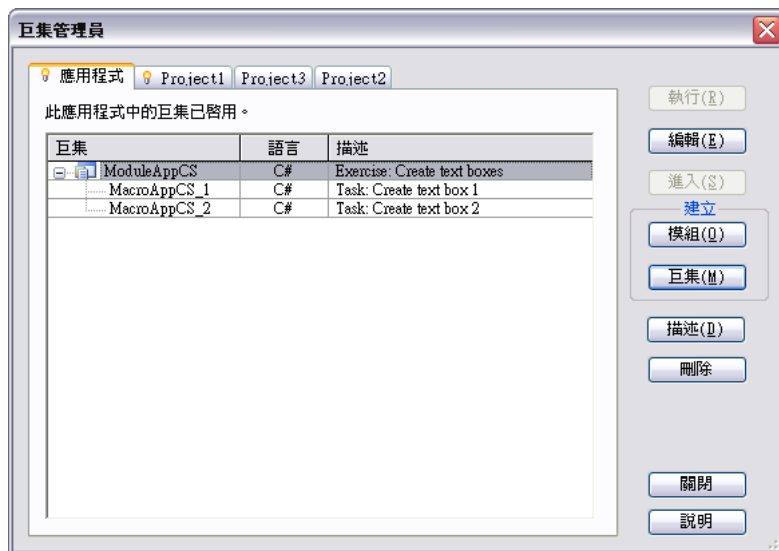 巨集管理員
應用程式 Project1 Project3 Project2
此應用程式中的巨集已啓用。
巨集 語言 描述
ModuleAppCS C# Exercise: Create text boxes
MacroAppCS_1 C# Task: Create text box 1
MacroAppCS_2 C# Task: Create text box 2
執行(R)
編輯(E)
進入(S)
建立
模組(O)
巨集(M)
描述(D)
刪除
關閉
說明